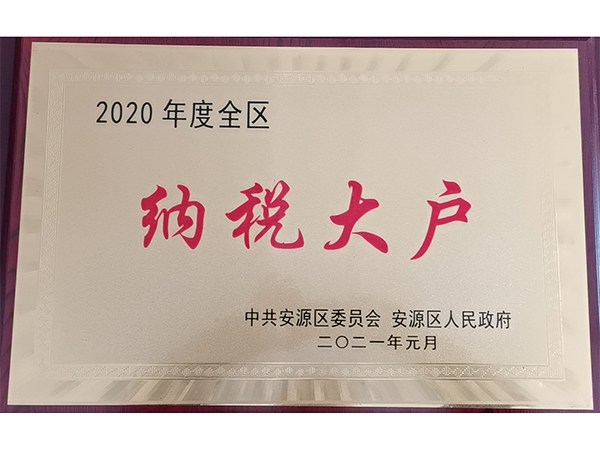 2020年度全区
纳税大户
中共安源区委员会 安源区人民政府
二〇二一年元月